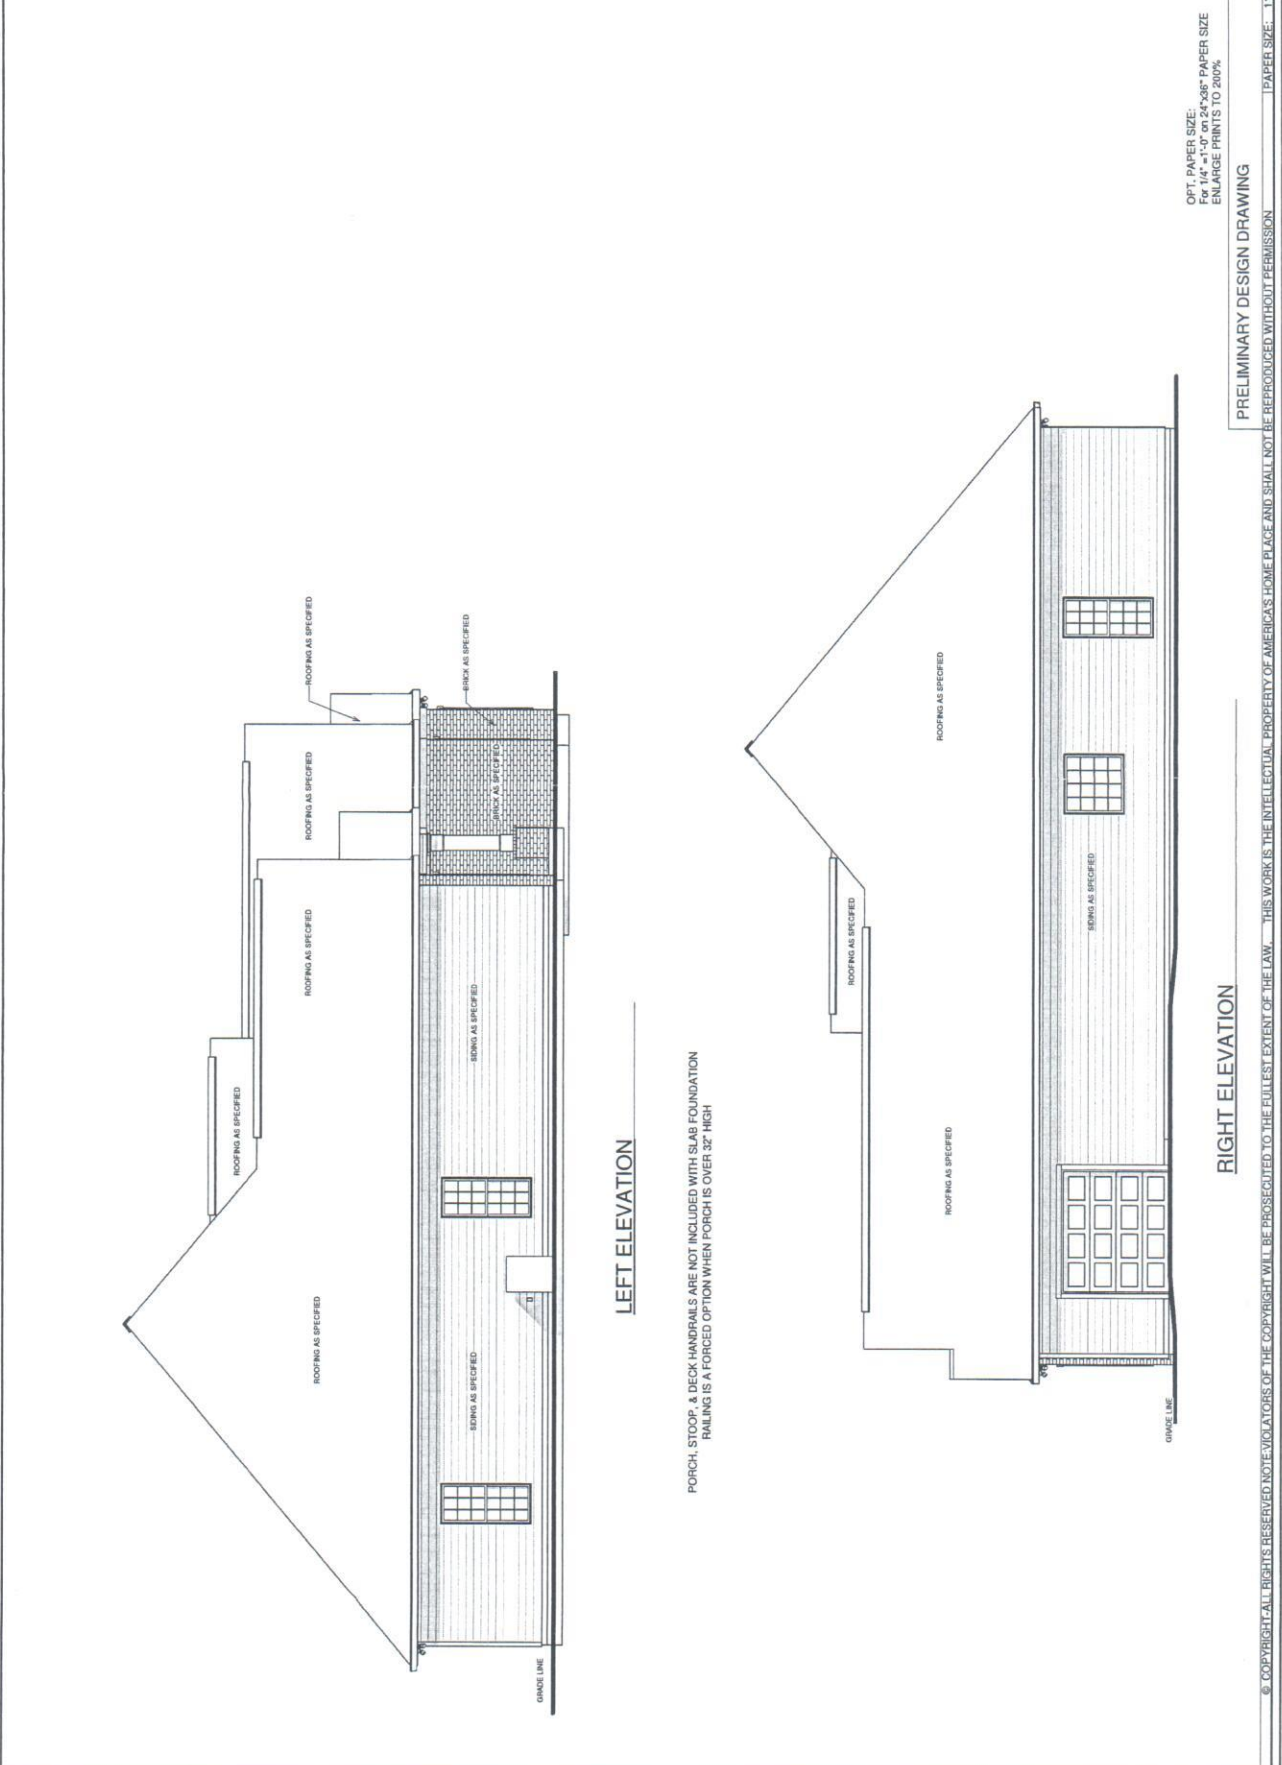 ROOFING AS SPECIFIED
ROOFING AS SPECIFIED
ROOFING AS SPECIFIED
ROOFING AS SPECIFIED
ROOFING AS SPECIFIED
SIDING AS SPECIFIED
SIDING AS SPECIFIED
BRICK AS SPECIFIED
BRICK AS SPECIFIED
GRADE LINE
LEFT ELEVATION
PORCH, STOOP, & DECK HANDRAILS ARE NOT INCLUDED WITH SLAB FOUNDATION
RAILING IS A FORCED OPTION WHEN PORCH IS OVER 32" HIGH
ROOFING AS SPECIFIED
ROOFING AS SPECIFIED
ROOFING AS SPECIFIED
SIDING AS SPECIFIED
GRADE LINE
RIGHT ELEVATION
OPT. PAPER SIZE:
For 1/4" =1'-0" on 24"x36" PAPER SIZE
ENLARGE PRINTS TO 200%
PRELIMINARY DESIGN DRAWING
© COPYRIGHT-ALL RIGHTS RESERVED NOTE:VIOLATORS OF THE COPYRIGHT WILL BE PROSECUTED TO THE FULLEST EXTENT OF THE LAW. THIS WORK IS THE INTELLECTUAL PROPERTY OF AMERICA'S HOME PLACE AND SHALL NOT BE REPRODUCED WITHOUT PERMISSION
PAPER SIZE: